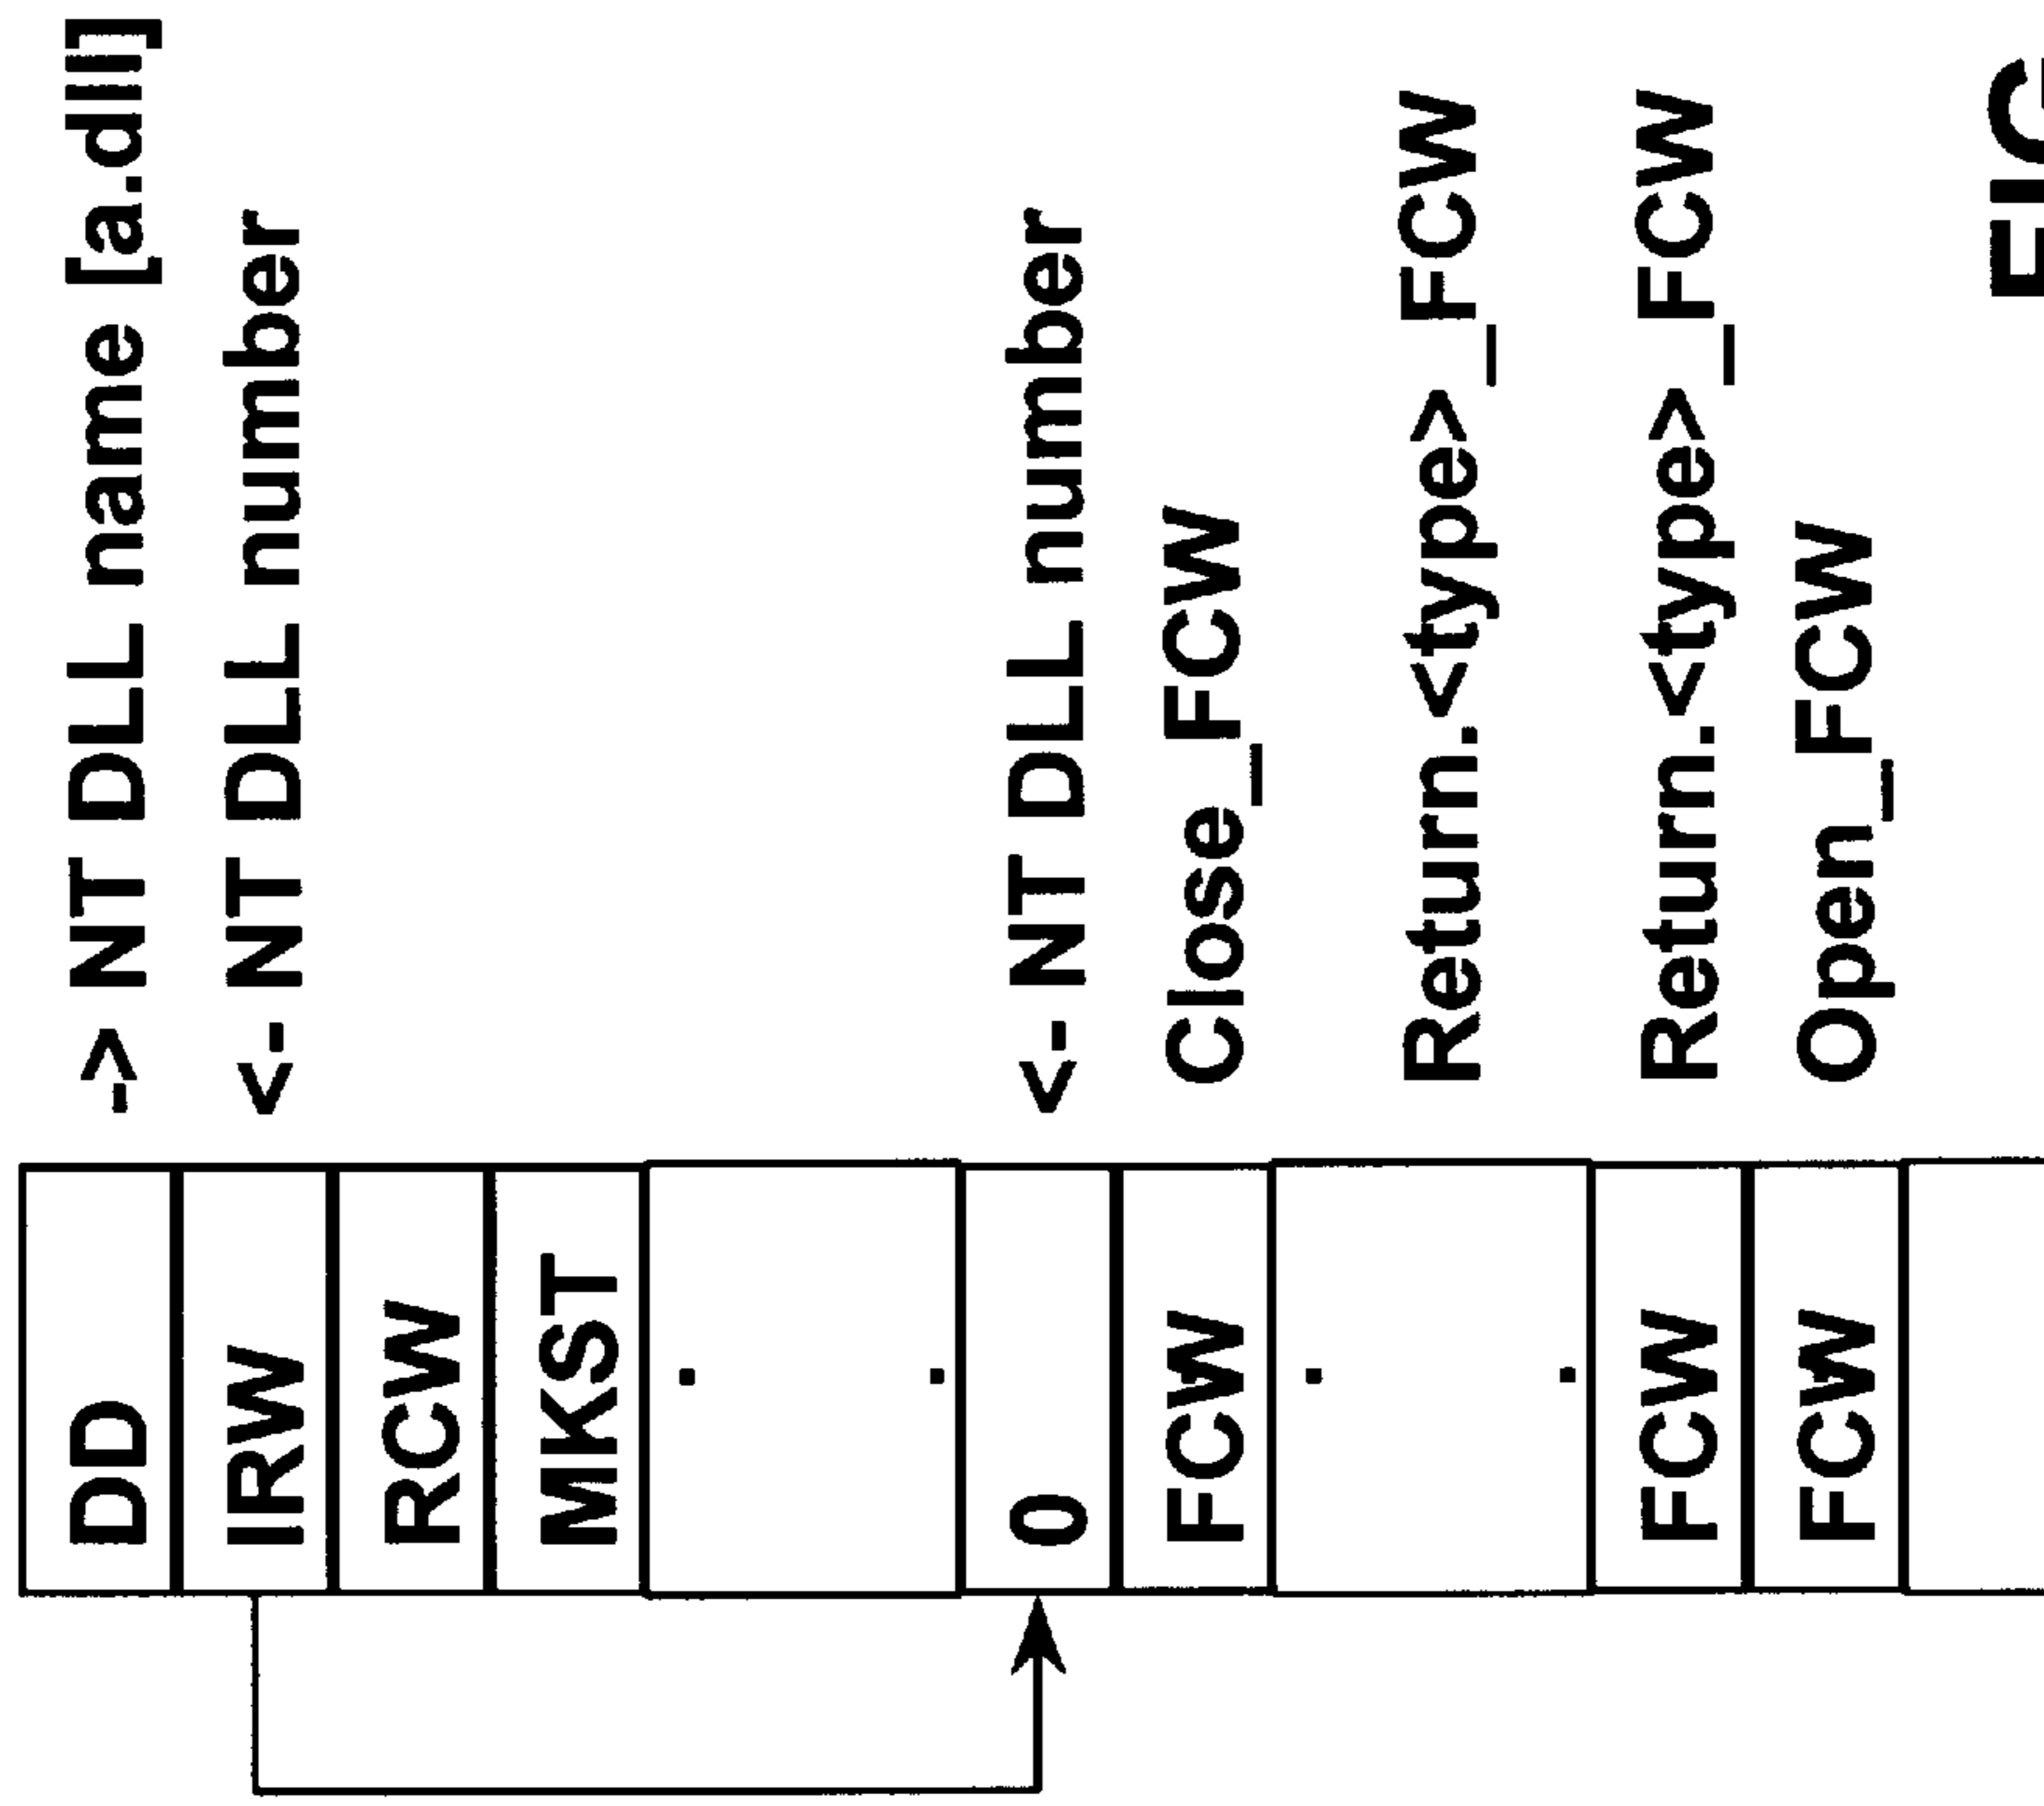 DD -> NT DLL name [a.dll]
IRW <- NT DLL number
RCW
MKST
0 <- NT DLL number
FCW Close_FCW
Return.<type>_FCW
FCW Return.<type>_FCW
FCW Open_FCW